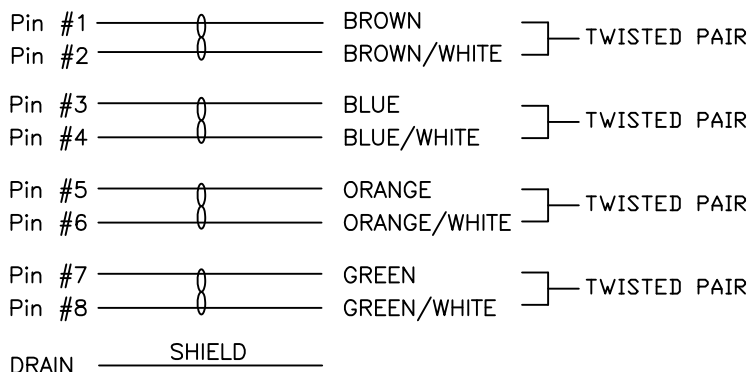 Pin #1 BROWN
Pin #2 BROWN/WHITE
TWISTED PAIR
Pin #3 BLUE
Pin #4 BLUE/WHITE
TWISTED PAIR
Pin #5 ORANGE
Pin #6 ORANGE/WHITE
TWISTED PAIR
Pin #7 GREEN
Pin #8 GREEN/WHITE
TWISTED PAIR
DRAIN SHIELD